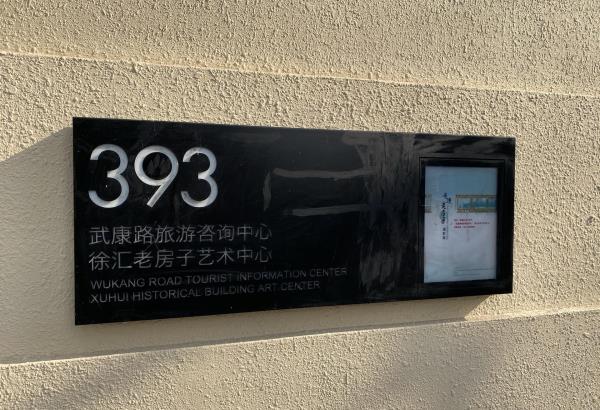 393
武康路旅游咨询中心
徐汇老房子艺术中心
WUKANG ROAD TOURIST INFORMATION CENTER
XUHUI HISTORICAL BUILDING ART CENTER